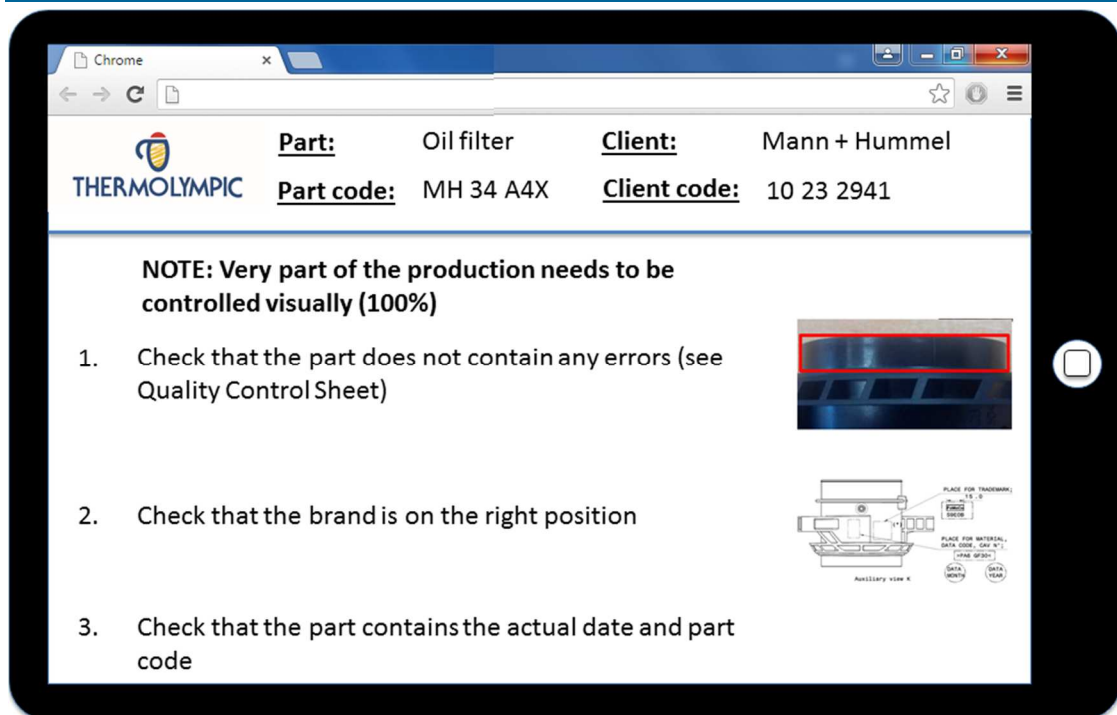 Chrome
THERMOLYMPIC
Part: Oil filter Client: Mann + Hummel
Part code: MH 34 A4X Client code: 10 23 2941
NOTE: Very part of the production needs to be
controlled visually (100%)
1. Check that the part does not contain any errors (see
Quality Control Sheet)
2. Check that the brand is on the right position
PLACE FOR TRADEMARK;
15.0
PLACE FOR MATERIAL,
DATA CODE, CAV N°;
>PA6 GF30<
DATA
MONTH
DATA
YEAR
Auxiliary view K
3. Check that the part contains the actual date and part
code